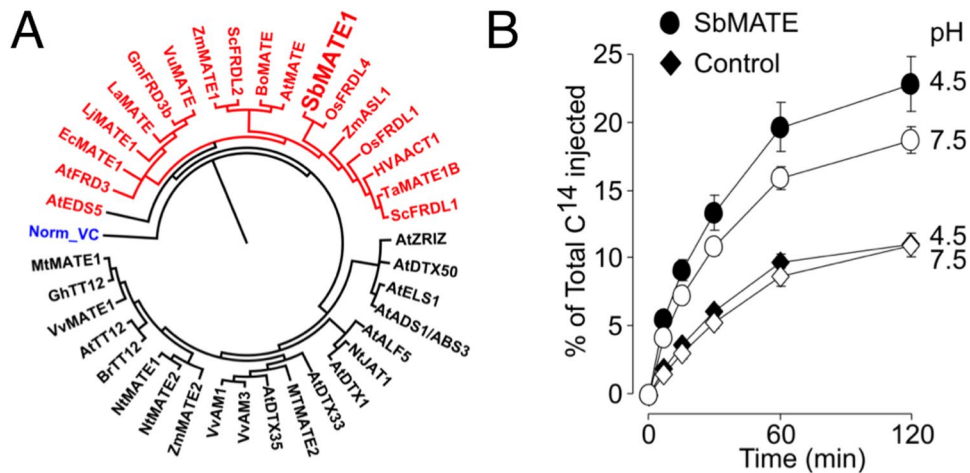 A
AtEDS5
AtFRD3
EcMATE1
LjMATE1
LaMATE
GmFRD3b
VuMATE
ZmMATE1
ScFRDL2
BoMATE
AtMATE
SbMATE1
OsFRDL4
ZmASL1
OsFRDL1
HVAACT1
TaMATE1B
ScFRDL1
AtZRIZ
AtDTX50
AtELS1
AtADS1/ABS3
AtALF5
NtJAT1
AtDTX1
AtDTX33
MTMATE2
AtDTX35
VvAM3
VvAM1
ZmMATE2
NtMATE2
NtMATE1
BrTT12
AtTT12
VvMATE1
GhTT12
MtMATE1
Norm_VC
B
SbMATE
Control
pH
4.5
7.5
4.5
7.5
% of Total C14 injected
25
20
15
10
5
0
0 60 120
Time (min)